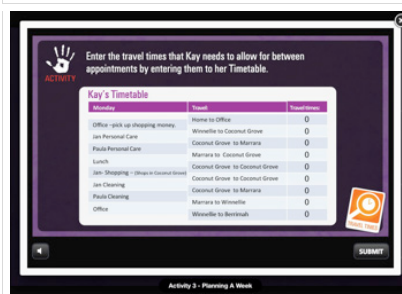 Enter the travel times that Kay needs to allow for between
appointments by entering them to her Timetable.
ACTIVITY
Kay's Timetable
Monday Travel Travel times
Home to Office 0
Office -pick up shopping money.
Winnellie to Coconut Grove 0
Jan Personal Care
Coconut Grove to Marrara 0
Paula Personal Care
Marrara to Coconut Grove 0
Lunch
Coconut Grove to Coconut Grove 0
Jan- Shopping - (Shops in Coconut Grove)
Coconut Grove to Coconut Grove 0
Jan Cleaning
Coconut Grove to Marrara 0
Paula Cleaning
Marrara to Winnellie 0
Office
Winnellie to Berrimah 0
TRAVEL TIMES
SUBMIT
Activity 3 - Planning A Week